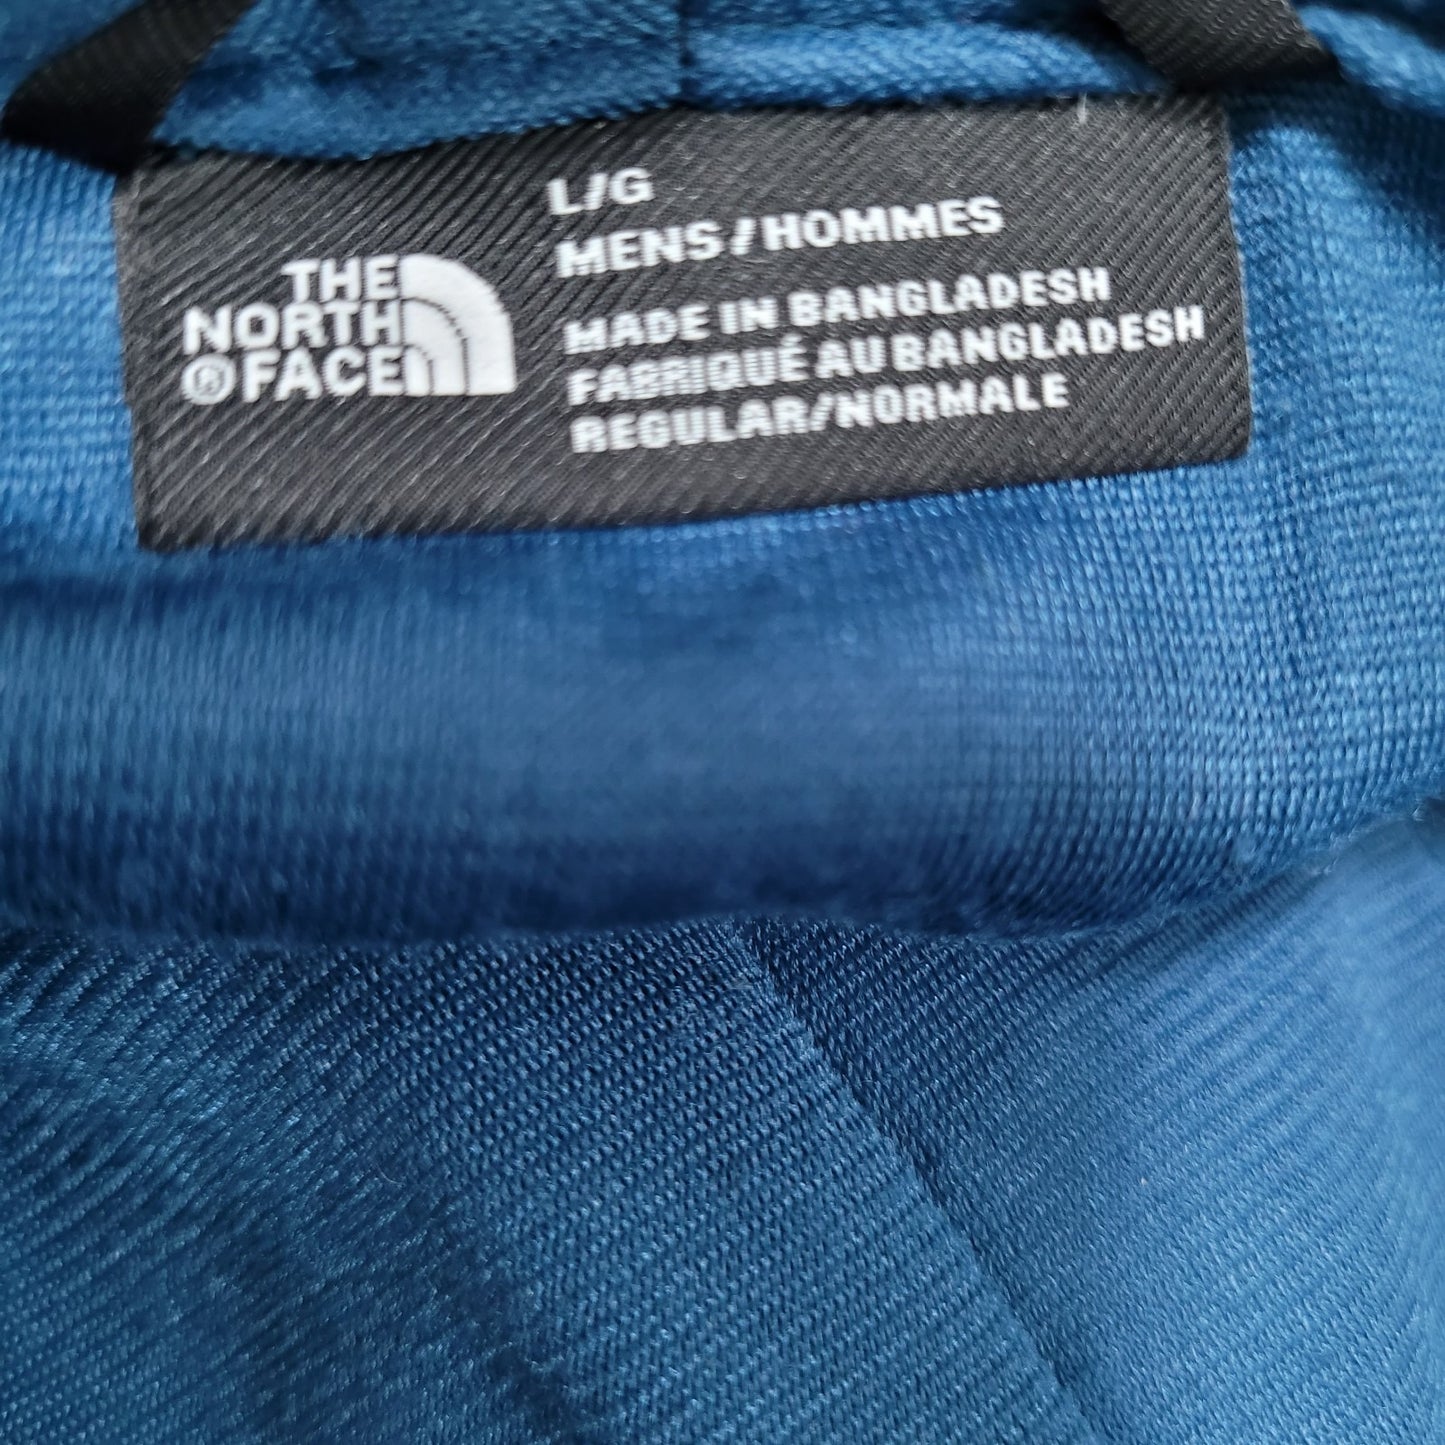 THE
NORTH
® FACE
L/G
MENS / HOMMES
MADE IN BANGLADESH
FABRIQUÉ AU BANGLADESH
REGULAR/NORMALE